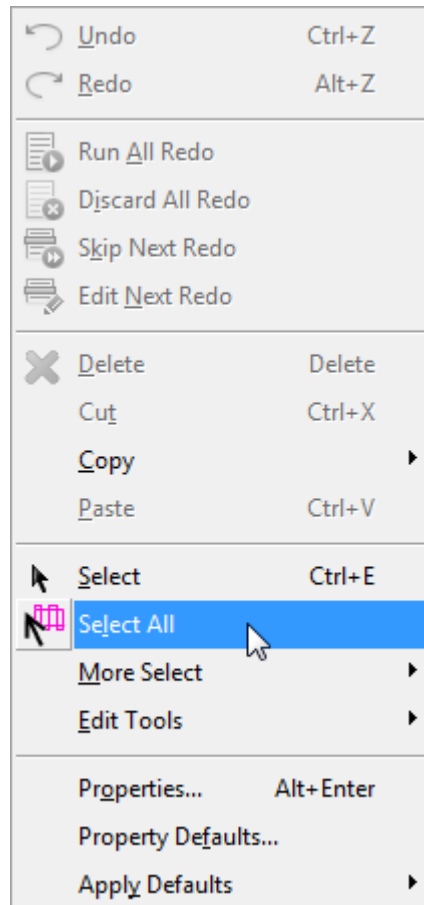 Undo Ctrl+Z
Redo Alt+Z
Run All Redo
Discard All Redo
Skip Next Redo
Edit Next Redo
Delete Delete
Cut Ctrl+X
Copy
Paste Ctrl+V
Select Ctrl+E
Select All
More Select
Edit Tools
Properties... Alt+Enter
Property Defaults...
Apply Defaults